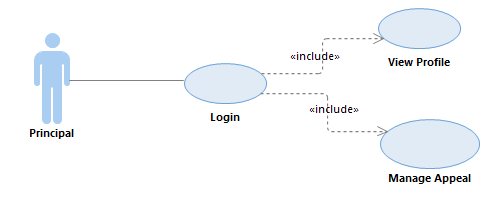 «include»
View Profile
Login
«include»
Principal
Manage Appeal